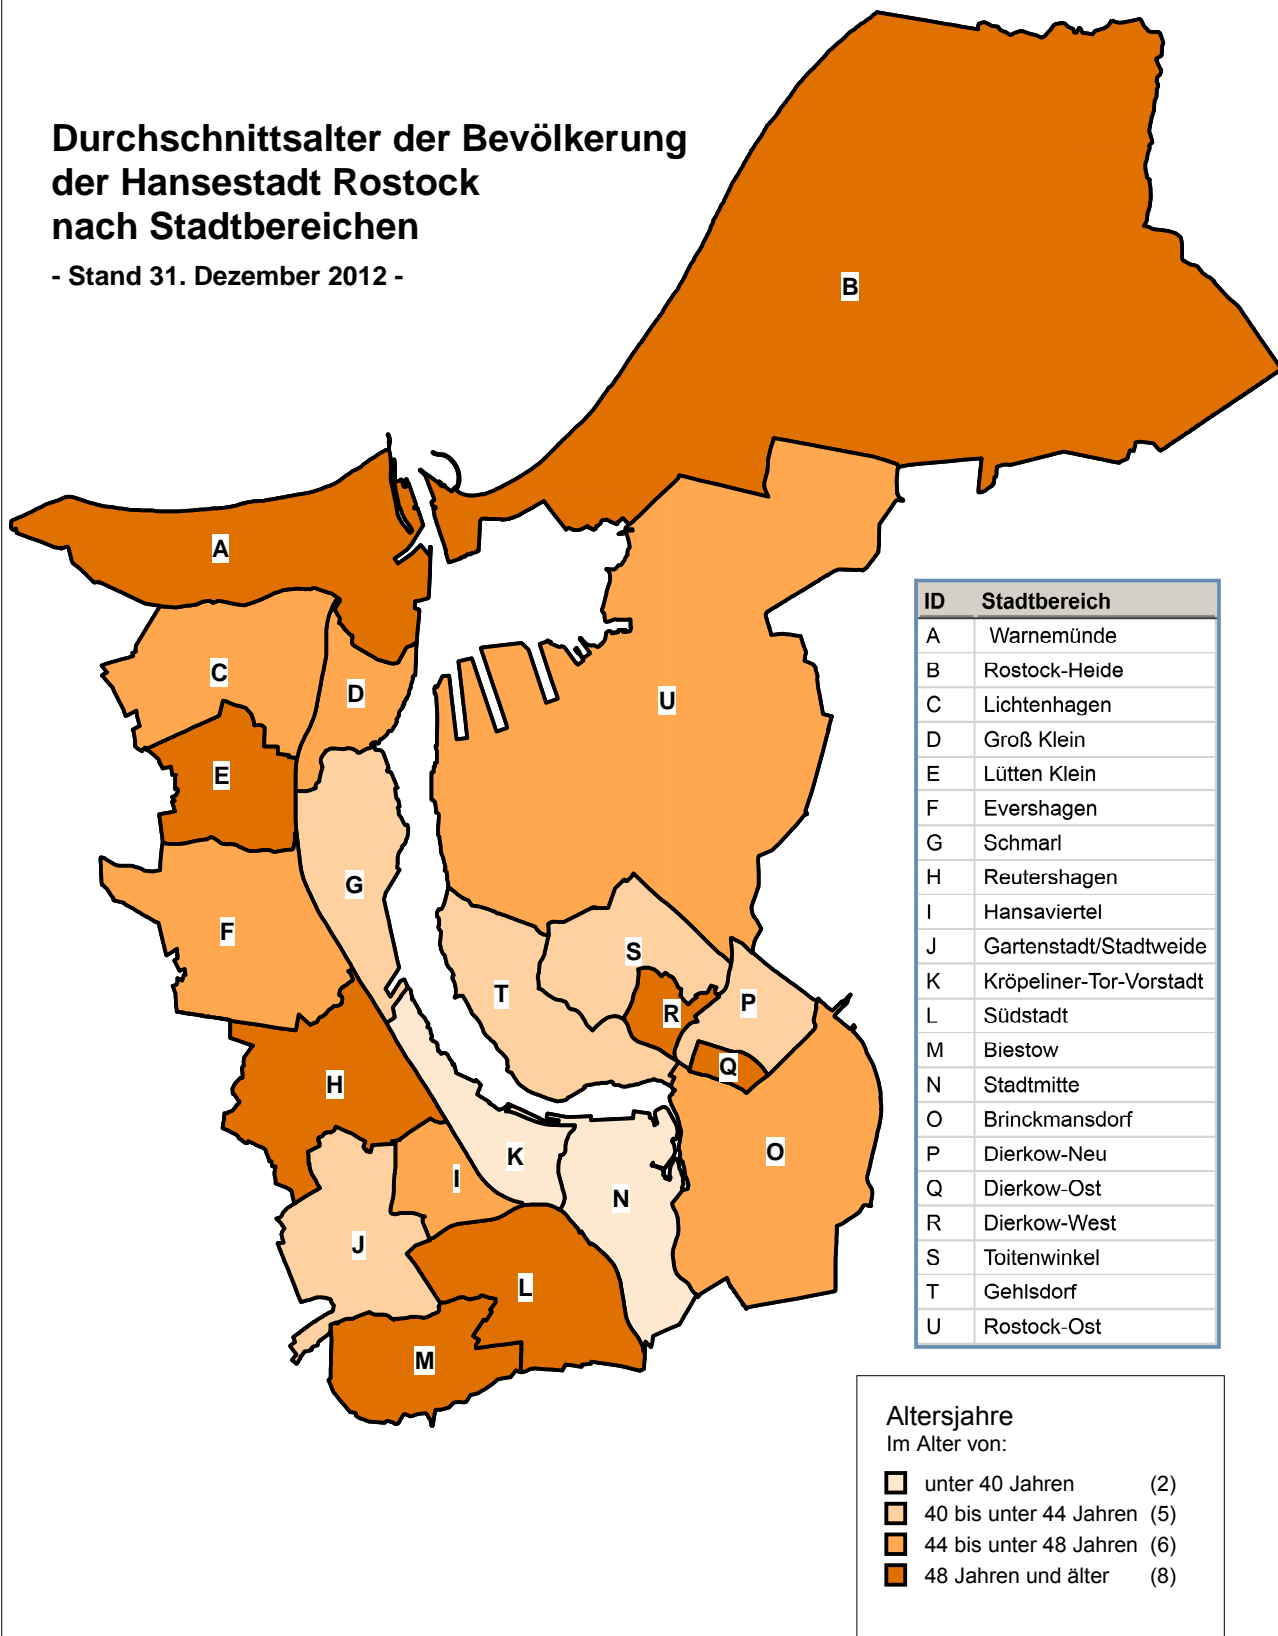 Durchschnittsalter der Bevölkerung
der Hansestadt Rostock
nach Stadtbereichen
- Stand 31. Dezember 2012 -
B
A
C
D
U
E
G
F
S
T
P
R
Q
H
K
O
I
N
J
L
M
ID Stadtbereich
A Warnemünde
B Rostock-Heide
C Lichtenhagen
D Groß Klein
E Lütten Klein
F Evershagen
G Schmarl
H Reutershagen
I Hansaviertel
J Gartenstadt/Stadtweide
K Kröpeliner-Tor-Vorstadt
L Südstadt
M Biestow
N Stadtmitte
O Brinckmansdorf
P Dierkow-Neu
Q Dierkow-Ost
R Dierkow-West
S Toitenwinkel
T Gehlsdorf
U Rostock-Ost
Altersjahre
Im Alter von:
unter 40 Jahren (2)
40 bis unter 44 Jahren (5)
44 bis unter 48 Jahren (6)
48 Jahren und älter (8)